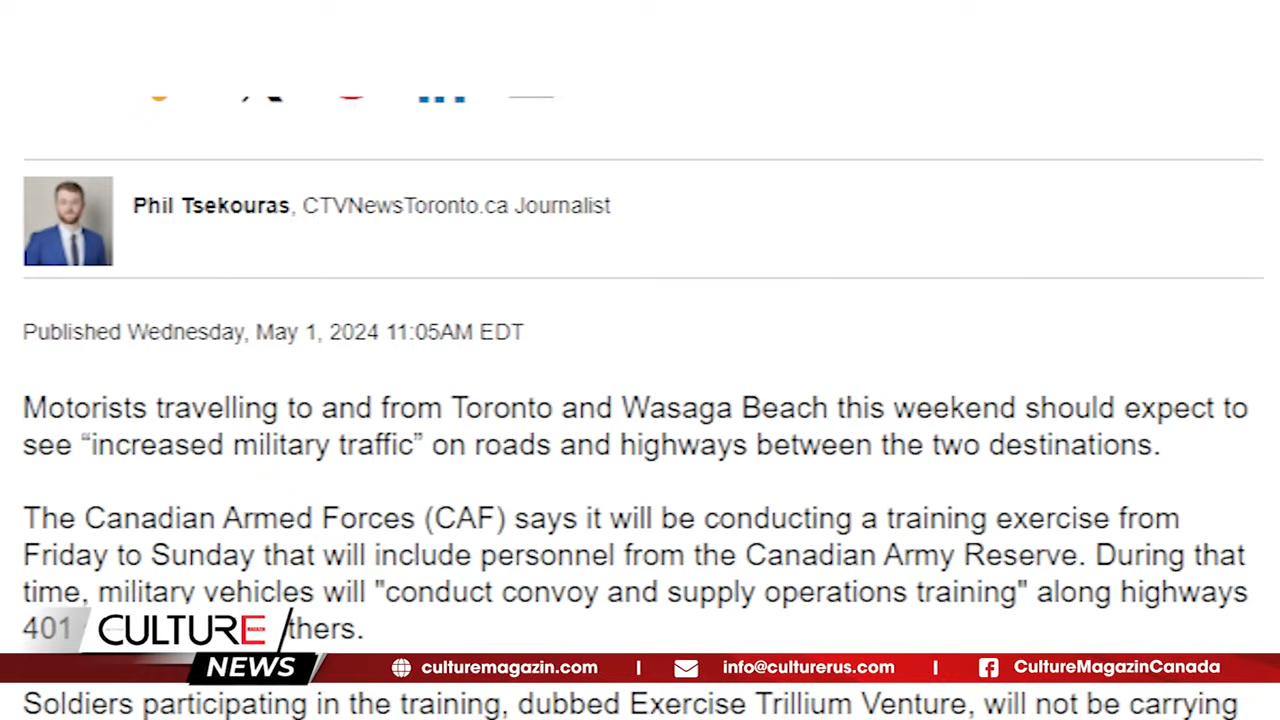 Phil Tsekouras, CTVNewsToronto.ca Journalist
Published Wednesday, May 1, 2024 11:05AM EDT
Motorists travelling to and from Toronto and Wasaga Beach this weekend should expect to
see “increased military traffic” on roads and highways between the two destinations.
The Canadian Armed Forces (CAF) says it will be conducting a training exercise from
Friday to Sunday that will include personnel from the Canadian Army Reserve. During that
time, military vehicles will "conduct convoy and supply operations training" along highways
401 thers.
CULTURE
NEWS
culturemagazin.com | info@culturerus.com | CultureMagazinCanada
Soldiers participating in the training, dubbed Exercise Trillium Venture, will not be carrying